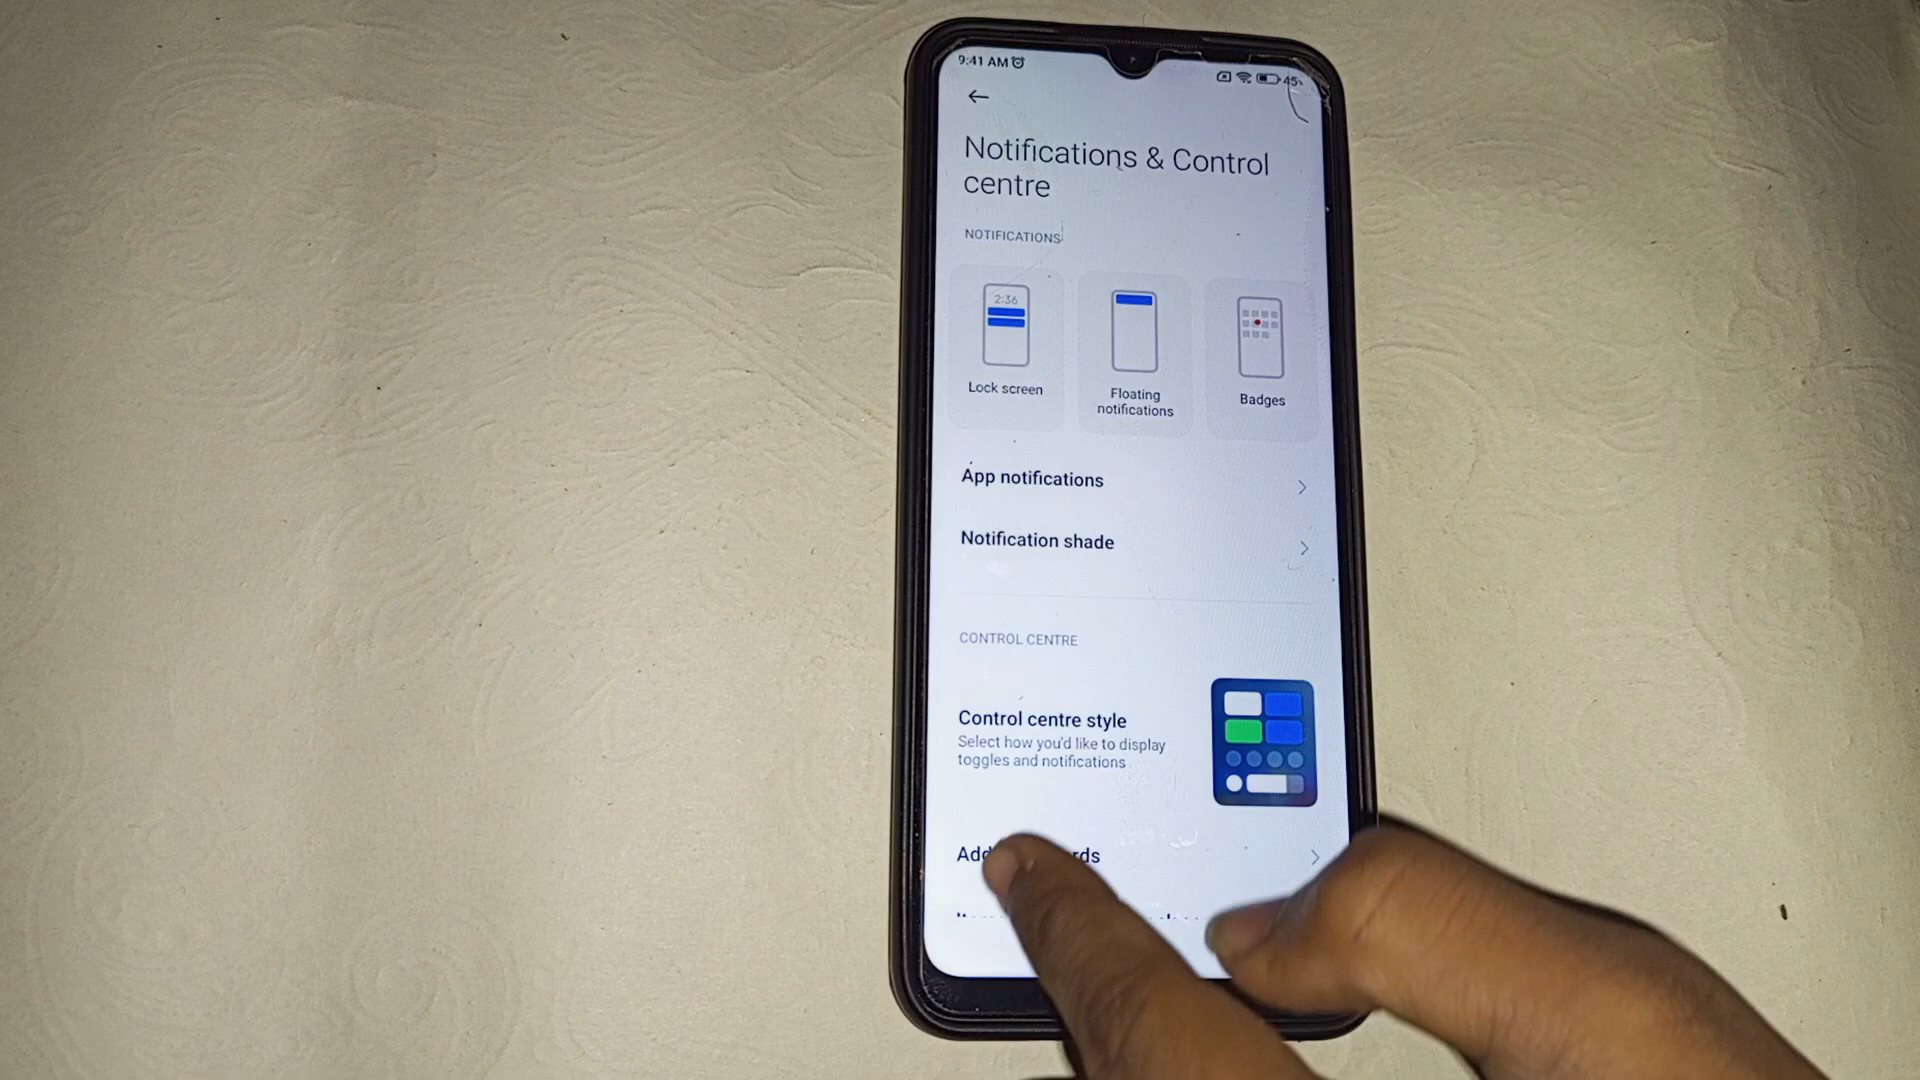 9:41 AM
45%
Notifications & Control
centre
NOTIFICATIONS
2:36
Lock screen
Floating
notifications
Badges
App notifications
Notification shade
CONTROL CENTRE
Control centre style
Select how you'd like to display
toggles and notifications